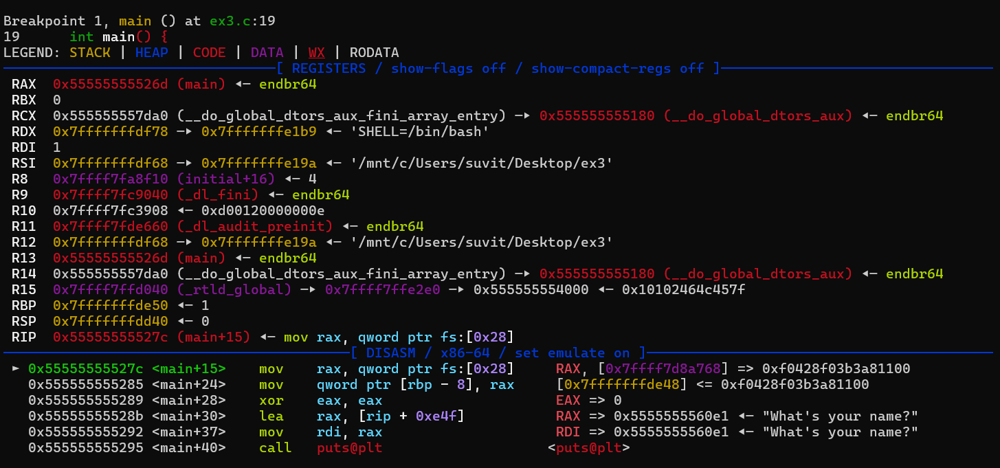 Breakpoint 1, main () at ex3.c:19
19      int main() {
LEGEND: STACK | HEAP | CODE | DATA | WX | RODATA
[ REGISTERS / show-flags off / show-compact-regs off ]
RAX  0x55555555526d (main) ◂— endbr64
RBX  0
RCX  0x555555557da0 (__do_global_dtors_aux_fini_array_entry) —▸ 0x555555555180 (__do_global_dtors_aux) ◂— endbr64
RDX  0x7fffffffdf78 —▸ 0x7fffffffe1b9 ◂— 'SHELL=/bin/bash'
RDI  1
RSI  0x7fffffffdf68 —▸ 0x7fffffffe19a ◂— '/mnt/c/Users/suvit/Desktop/ex3'
R8   0x7ffff7fa8f10 (initial+16) ◂— 4
R9   0x7ffff7fc9040 (_dl_fini) ◂— endbr64
R10  0x7ffff7fc3908 ◂— 0xd00120000000e
R11  0x7ffff7fde660 (_dl_audit_preinit) ◂— endbr64
R12  0x7fffffffdf68 —▸ 0x7fffffffe19a ◂— '/mnt/c/Users/suvit/Desktop/ex3'
R13  0x55555555526d (main) ◂— endbr64
R14  0x555555557da0 (__do_global_dtors_aux_fini_array_entry) —▸ 0x555555555180 (__do_global_dtors_aux) ◂— endbr64
R15  0x7ffff7ffd040 (_rtld_global) —▸ 0x7ffff7ffe2e0 —▸ 0x555555554000 ◂— 0x10102464c457f
RBP  0x7fffffffde50 ◂— 1
RSP  0x7fffffffdd40 ◂— 0
RIP  0x55555555527c (main+15) ◂— mov rax, qword ptr fs:[0x28]
[ DISASM / x86-64 / set emulate on ]
► 0x55555555527c <main+15>    mov    rax, qword ptr fs:[0x28]     RAX, [0x7ffff7d8a768] => 0xf0428f03b3a81100
0x555555555285 <main+24>    mov    qword ptr [rbp - 8], rax     [0x7fffffffde48] <= 0xf0428f03b3a81100
0x555555555289 <main+28>    xor    eax, eax                     EAX => 0
0x55555555528b <main+30>    lea    rax, [rip + 0xe4f]           RAX => 0x5555555560e1 ◂— "What's your name?"
0x555555555292 <main+37>    mov    rdi, rax                     RDI => 0x5555555560e1 ◂— "What's your name?"
0x555555555295 <main+40>    call   puts@plt                    <puts@plt>